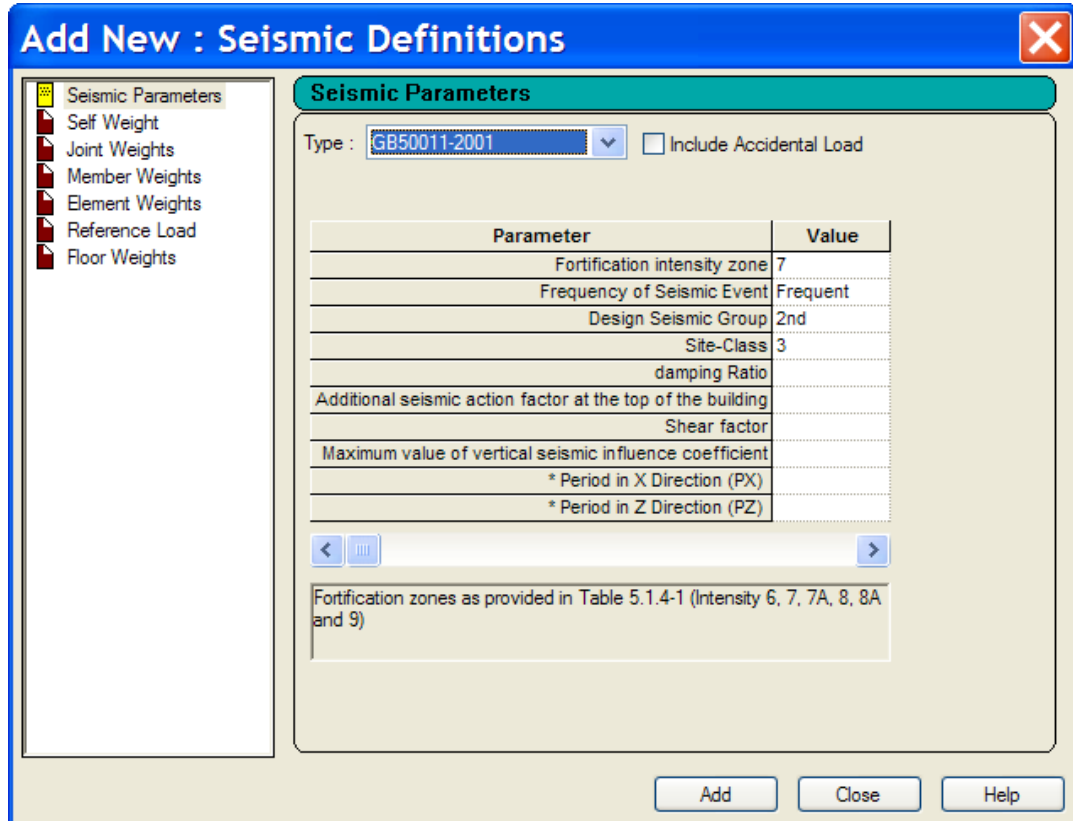 Add New : Seismic Definitions
Seismic Parameters
Self Weight
Joint Weights
Member Weights
Element Weights
Reference Load
Floor Weights
Seismic Parameters
Type : GB50011-2001 Include Accidental Load
Parameter Value
Fortification intensity zone 7
Frequency of Seismic Event Frequent
Design Seismic Group 2nd
Site-Class 3
damping Ratio
Additional seismic action factor at the top of the building
Shear factor
Maximum value of vertical seismic influence coefficient
* Period in X Direction (PX)
* Period in Z Direction (PZ)
Fortification zones as provided in Table 5.1.4-1 (Intensity 6, 7, 7A, 8, 8A
and 9)
Add Close Help